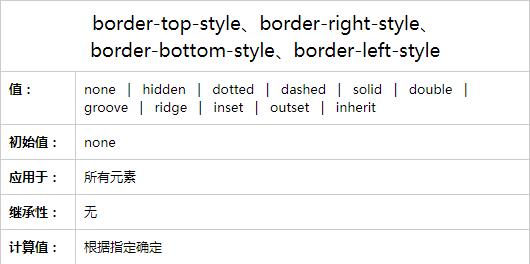 border-top-style、border-right-style、
border-bottom-style、border-left-style
值： none | hidden | dotted | dashed | solid | double |
groove | ridge | inset | outset | inherit
初始值： none
应用于： 所有元素
继承性： 无
计算值： 根据指定确定